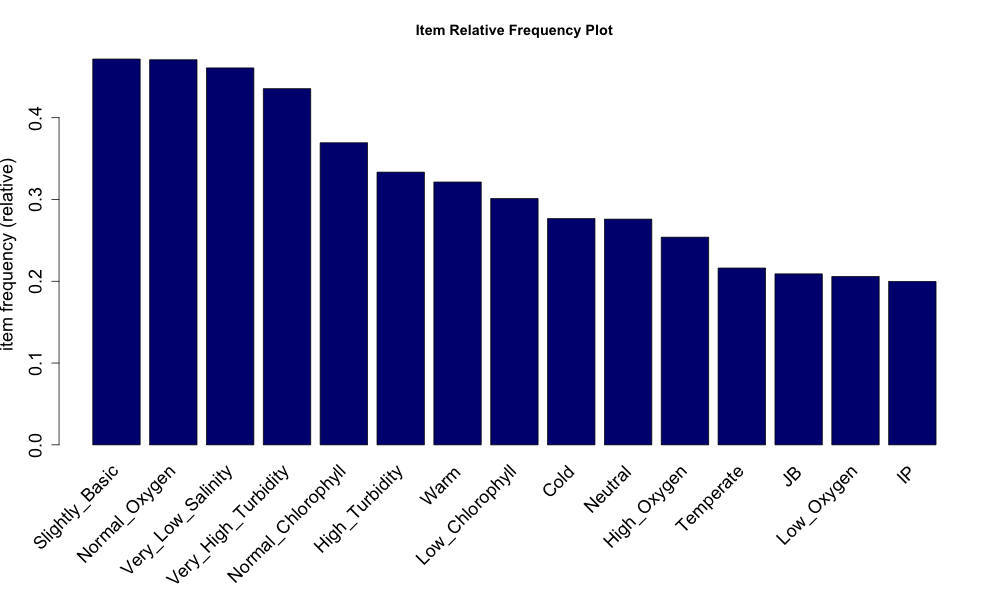 Item Relative Frequency Plot
item frequency (relative)
0.4
0.3
0.2
0.1
0.0
Slightly_Basic
Normal_Oxygen
Very_Low_Salinity
Very_High_Turbidity
Normal_Chlorophyll
High_Turbidity
Warm
Low_Chlorophyll
Cold
Neutral
High_Oxygen
Temperate
JB
Low_Oxygen
IP